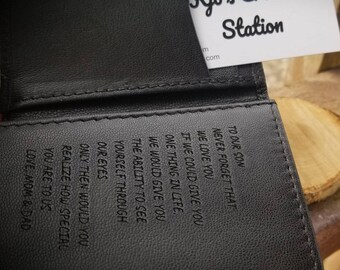 Station
m
om
TO OUR SON
NEVER FORGET THAT
WE LOVE YOU
IF WE COULD GIVE YOU
ONE THING IN LIFE
WE WOULD GIVE YOU
THE ABILITY TO SEE
YOURSELF THROUGH
OUR EYES
ONLY THEN WOULD YOU
REALIZE HOW SPECIAL
YOU ARE TO US
LOVE, MOM & DAD